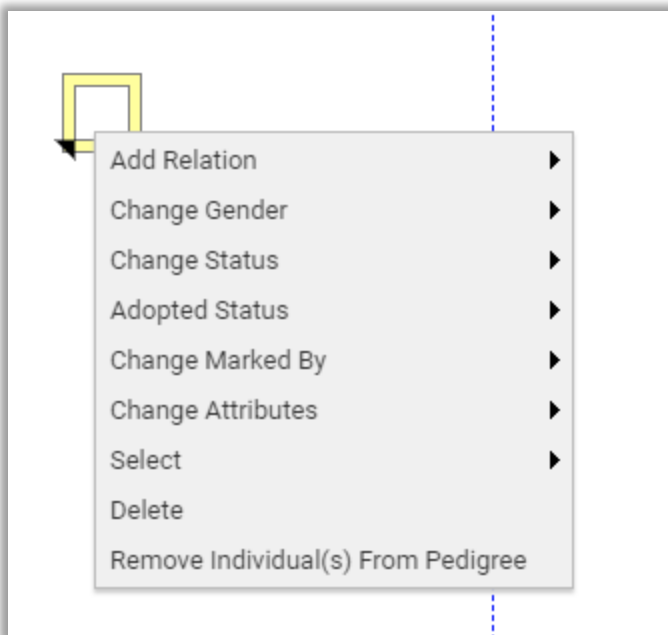 Add Relation
Change Gender
Change Status
Adopted Status
Change Marked By
Change Attributes
Select
Delete
Remove Individual(s) From Pedigree